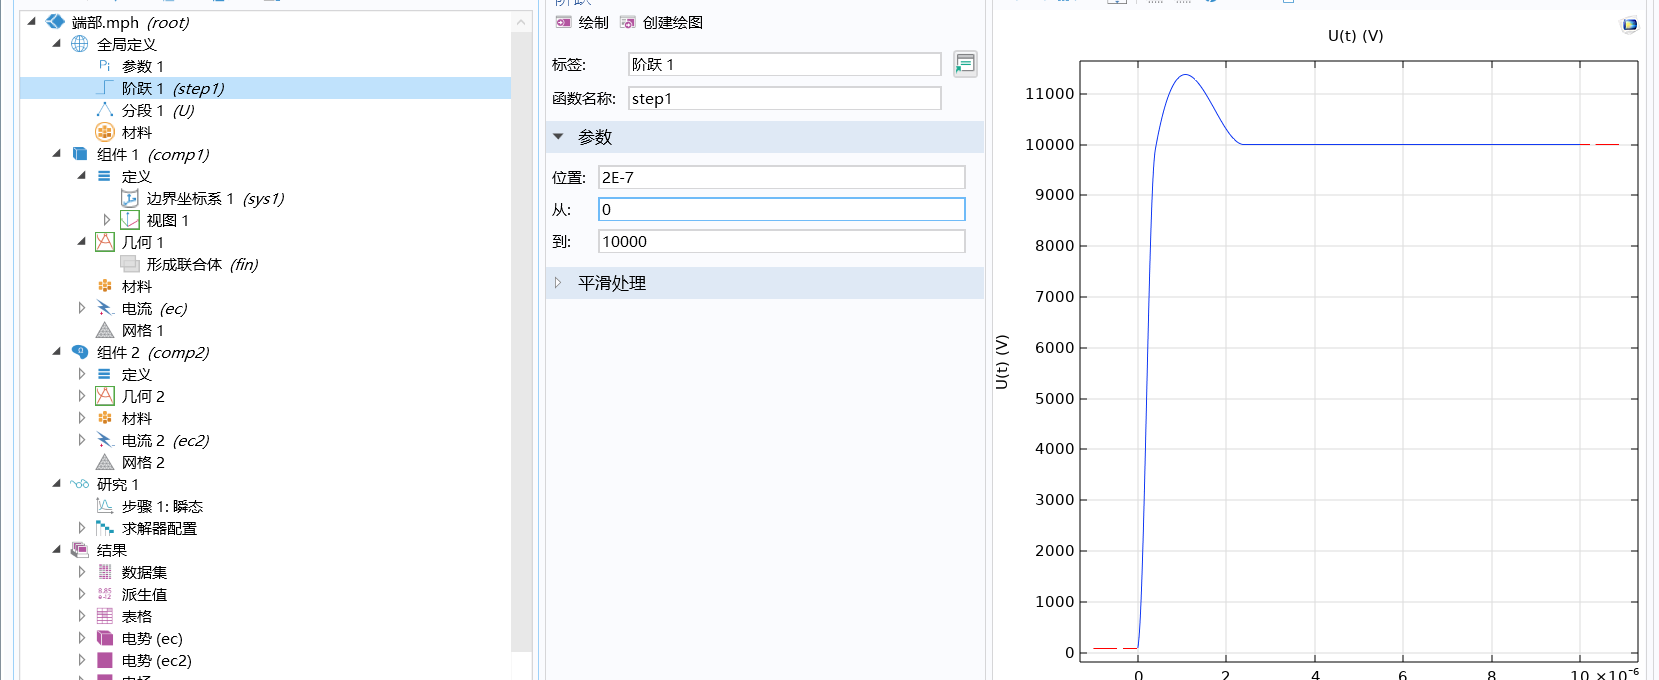 端部.mph (root)
全局定义
Pi 参数 1
阶跃 1 (step1)
分段 1 (U)
材料
组件 1 (comp1)
定义
边界坐标系 1 (sys1)
视图 1
几何 1
形成联合体 (fin)
材料
电流 (ec)
网格 1
组件 2 (comp2)
定义
几何 2
材料
电流 2 (ec2)
网格 2
研究 1
步骤 1: 瞬态
求解器配置
结果
数据集
8.85 e-12 派生值
表格
电势 (ec)
电势 (ec2)
阶跃
绘制 创建绘图
标签: 阶跃 1
函数名称: step1
参数
位置: 2E-7
从: 0
到: 10000
平滑处理
U(t) (V)
U(t) (V)
11000
10000
9000
8000
7000
6000
5000
4000
3000
2000
1000
0
0 2 4 6 8 10 ×10⁻⁶